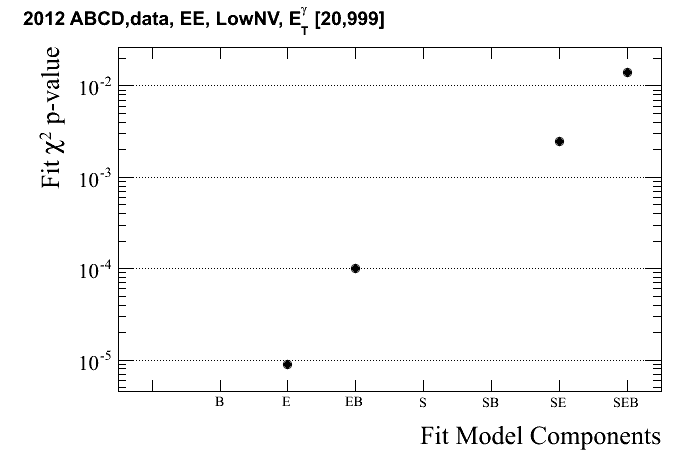 2012 ABCD,data, EE, LowNV, E_T^γ [20,999]
Fit χ² p-value
10⁻²
10⁻³
10⁻⁴
10⁻⁵
B E EB S SB SE SEB
Fit Model Components